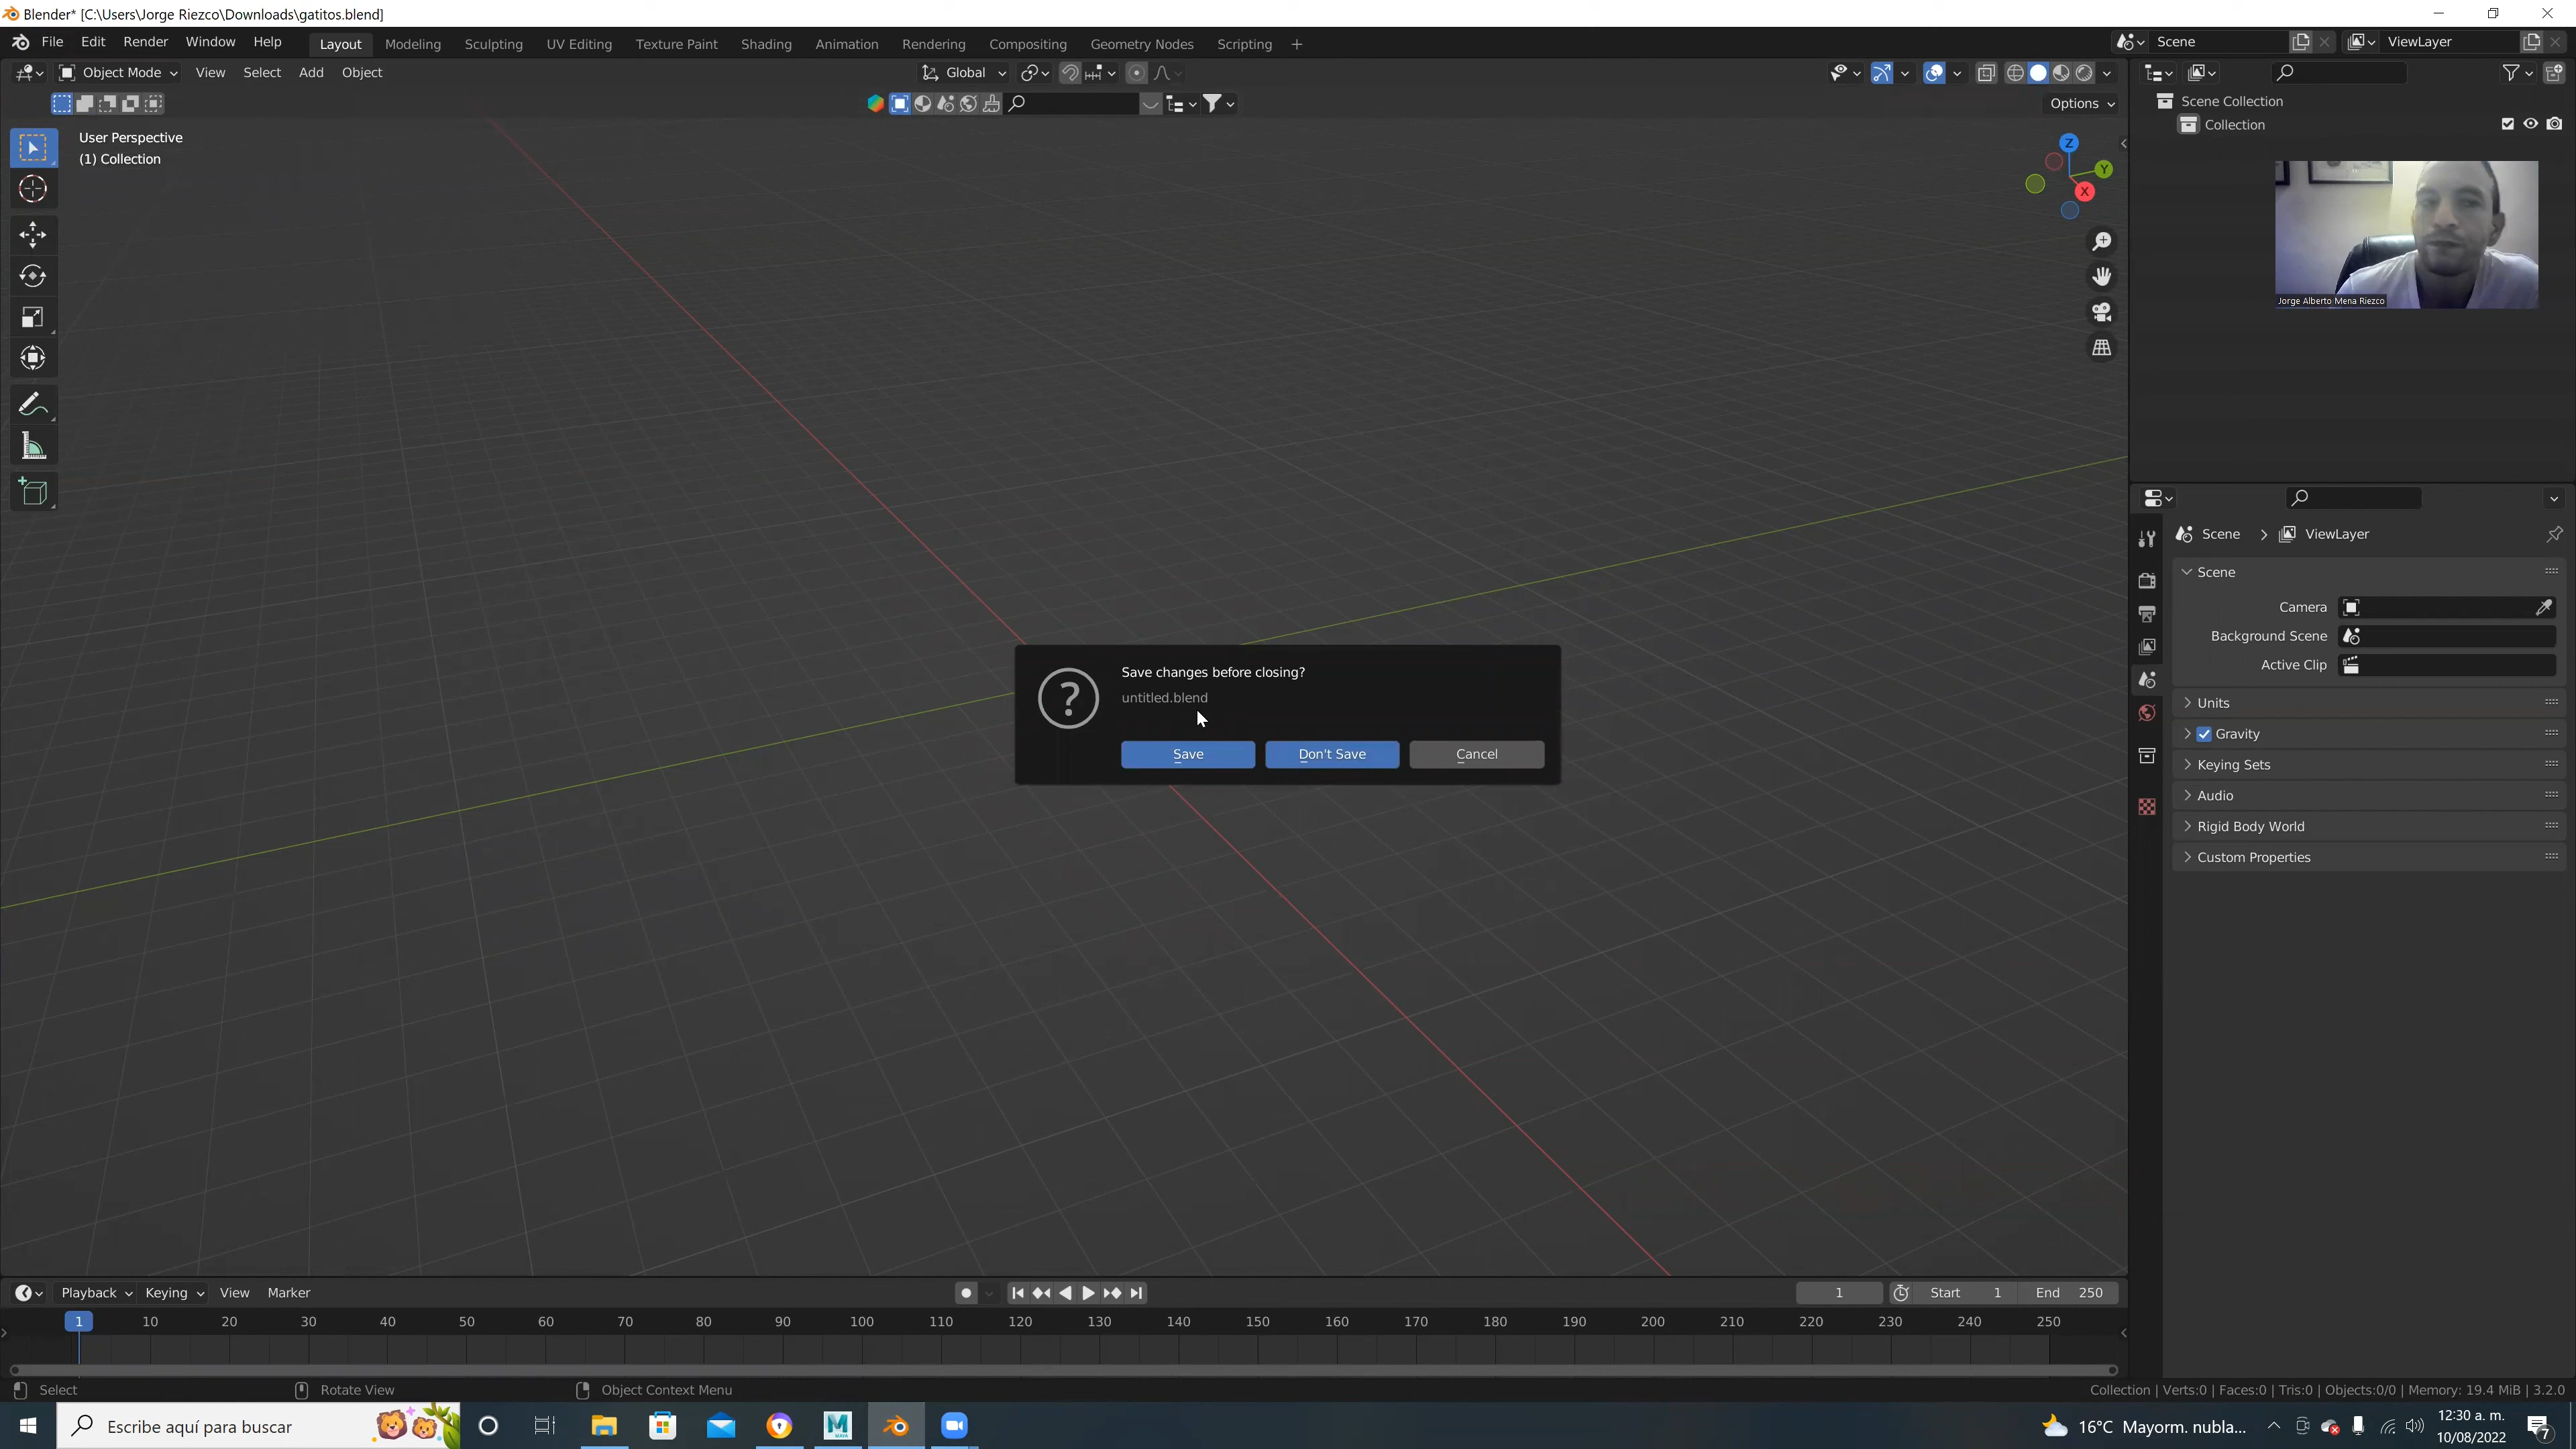 Blender* [C:\Users\Jorge Riezco\Downloads\gatitos.blend]
File Edit Render Window Help Layout Modeling Sculpting UV Editing Texture Paint Shading Animation Rendering Compositing Geometry Nodes Scripting + Scene ViewLayer
Object Mode View Select Add Object Global
Options
User Perspective
(1) Collection
Z
Y
X
Scene Collection
Collection
Jorge Alberto Mena Riezco
Scene > ViewLayer
Scene
Camera
Background Scene
Active Clip
Units
Gravity
Keying Sets
Audio
Rigid Body World
Custom Properties
Save changes before closing?
untitled.blend
?
Save Don't Save Cancel
Playback Keying View Marker 1 Start 1 End 250
1 10 20 30 40 50 60 70 80 90 100 110 120 130 140 150 160 170 180 190 200 210 220 230 240 250
Select Rotate View Object Context Menu Collection | Verts:0 | Faces:0 | Tris:0 | Objects:0/0 | Memory: 19.4 MiB | 3.2.0
Escribe aquí para buscar M 16°C Mayorm. nubla... 12:30 a. m.
10/08/2022
7